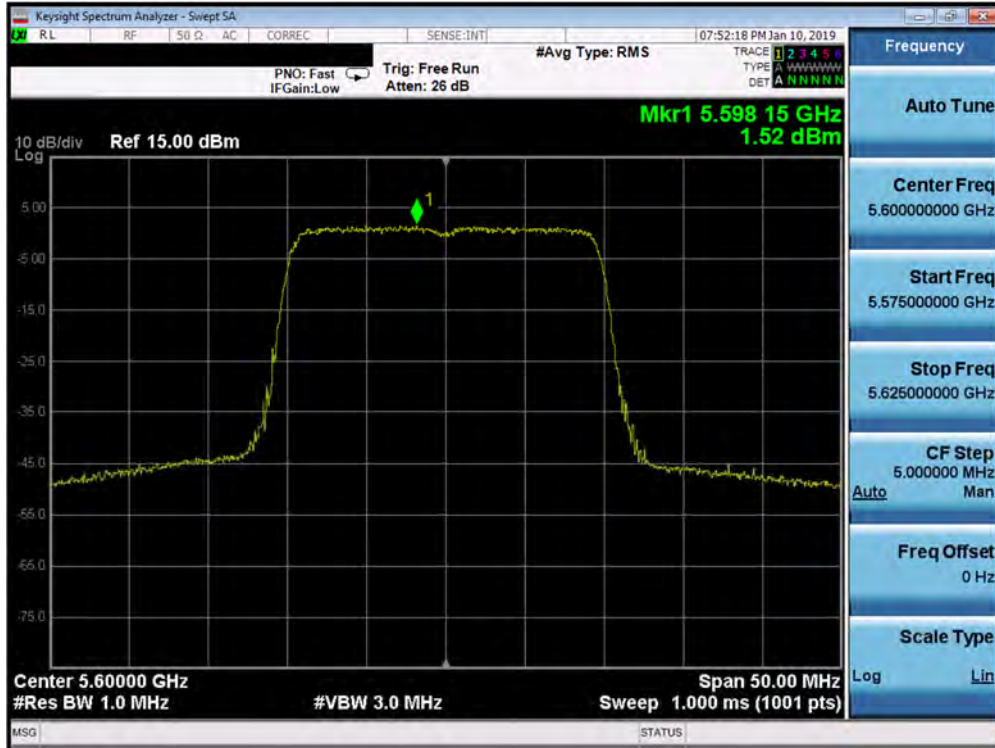 Keysight Spectrum Analyzer - Swept SA
LXI RL RF 50 Ω AC CORREC SENSE:INT 07:52:18 PM Jan 10, 2019
#Avg Type: RMS TRACE 1 2 3 4 5 6
PNO: Fast Trig: Free Run TYPE A WWWWW
IFGain:Low Atten: 26 dB DET A N N N N N
Mkr1 5.598 15 GHz
1.52 dBm
10 dB/div Ref 15.00 dBm
Log
1
5.00
-5.00
-15.0
-25.0
-35.0
-45.0
-55.0
-65.0
-75.0
Center 5.60000 GHz Span 50.00 MHz
#Res BW 1.0 MHz #VBW 3.0 MHz Sweep 1.000 ms (1001 pts)
MSG STATUS
Frequency
Auto Tune
Center Freq
5.600000000 GHz
Start Freq
5.575000000 GHz
Stop Freq
5.625000000 GHz
CF Step
5.000000 MHz
Auto Man
Freq Offset
0 Hz
Scale Type
Log Lin